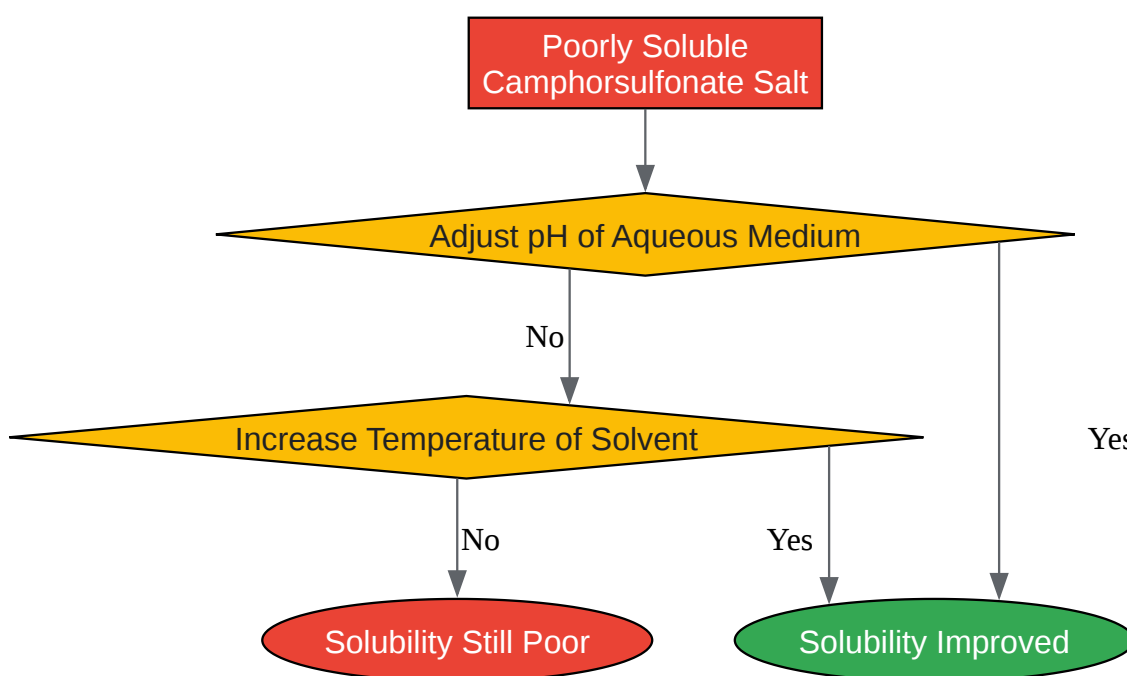 Poorly Soluble
Camphorsulfonate Salt
Adjust pH of Aqueous Medium
No
Increase Temperature of Solvent
Yes
No
Yes
Solubility Still Poor
Solubility Improved